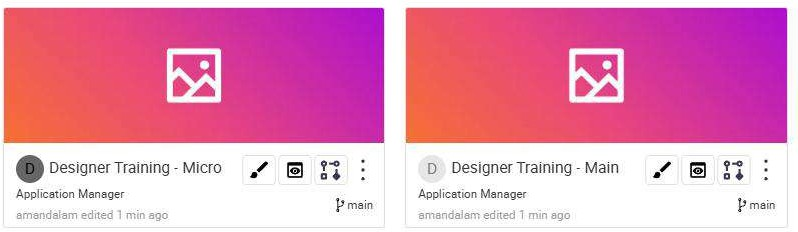 D Designer Training - Micro
Application Manager
amandalam edited 1 min ago
main
D Designer Training - Main
Application Manager
amandalam edited 1 min ago
main